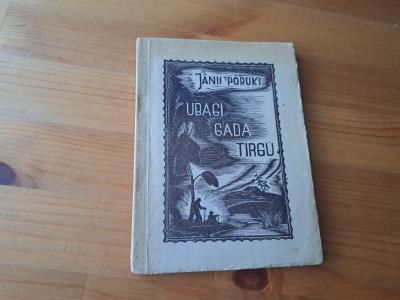 JĀNIS PORUKS
UBAGI
GADA
TIRGŪ